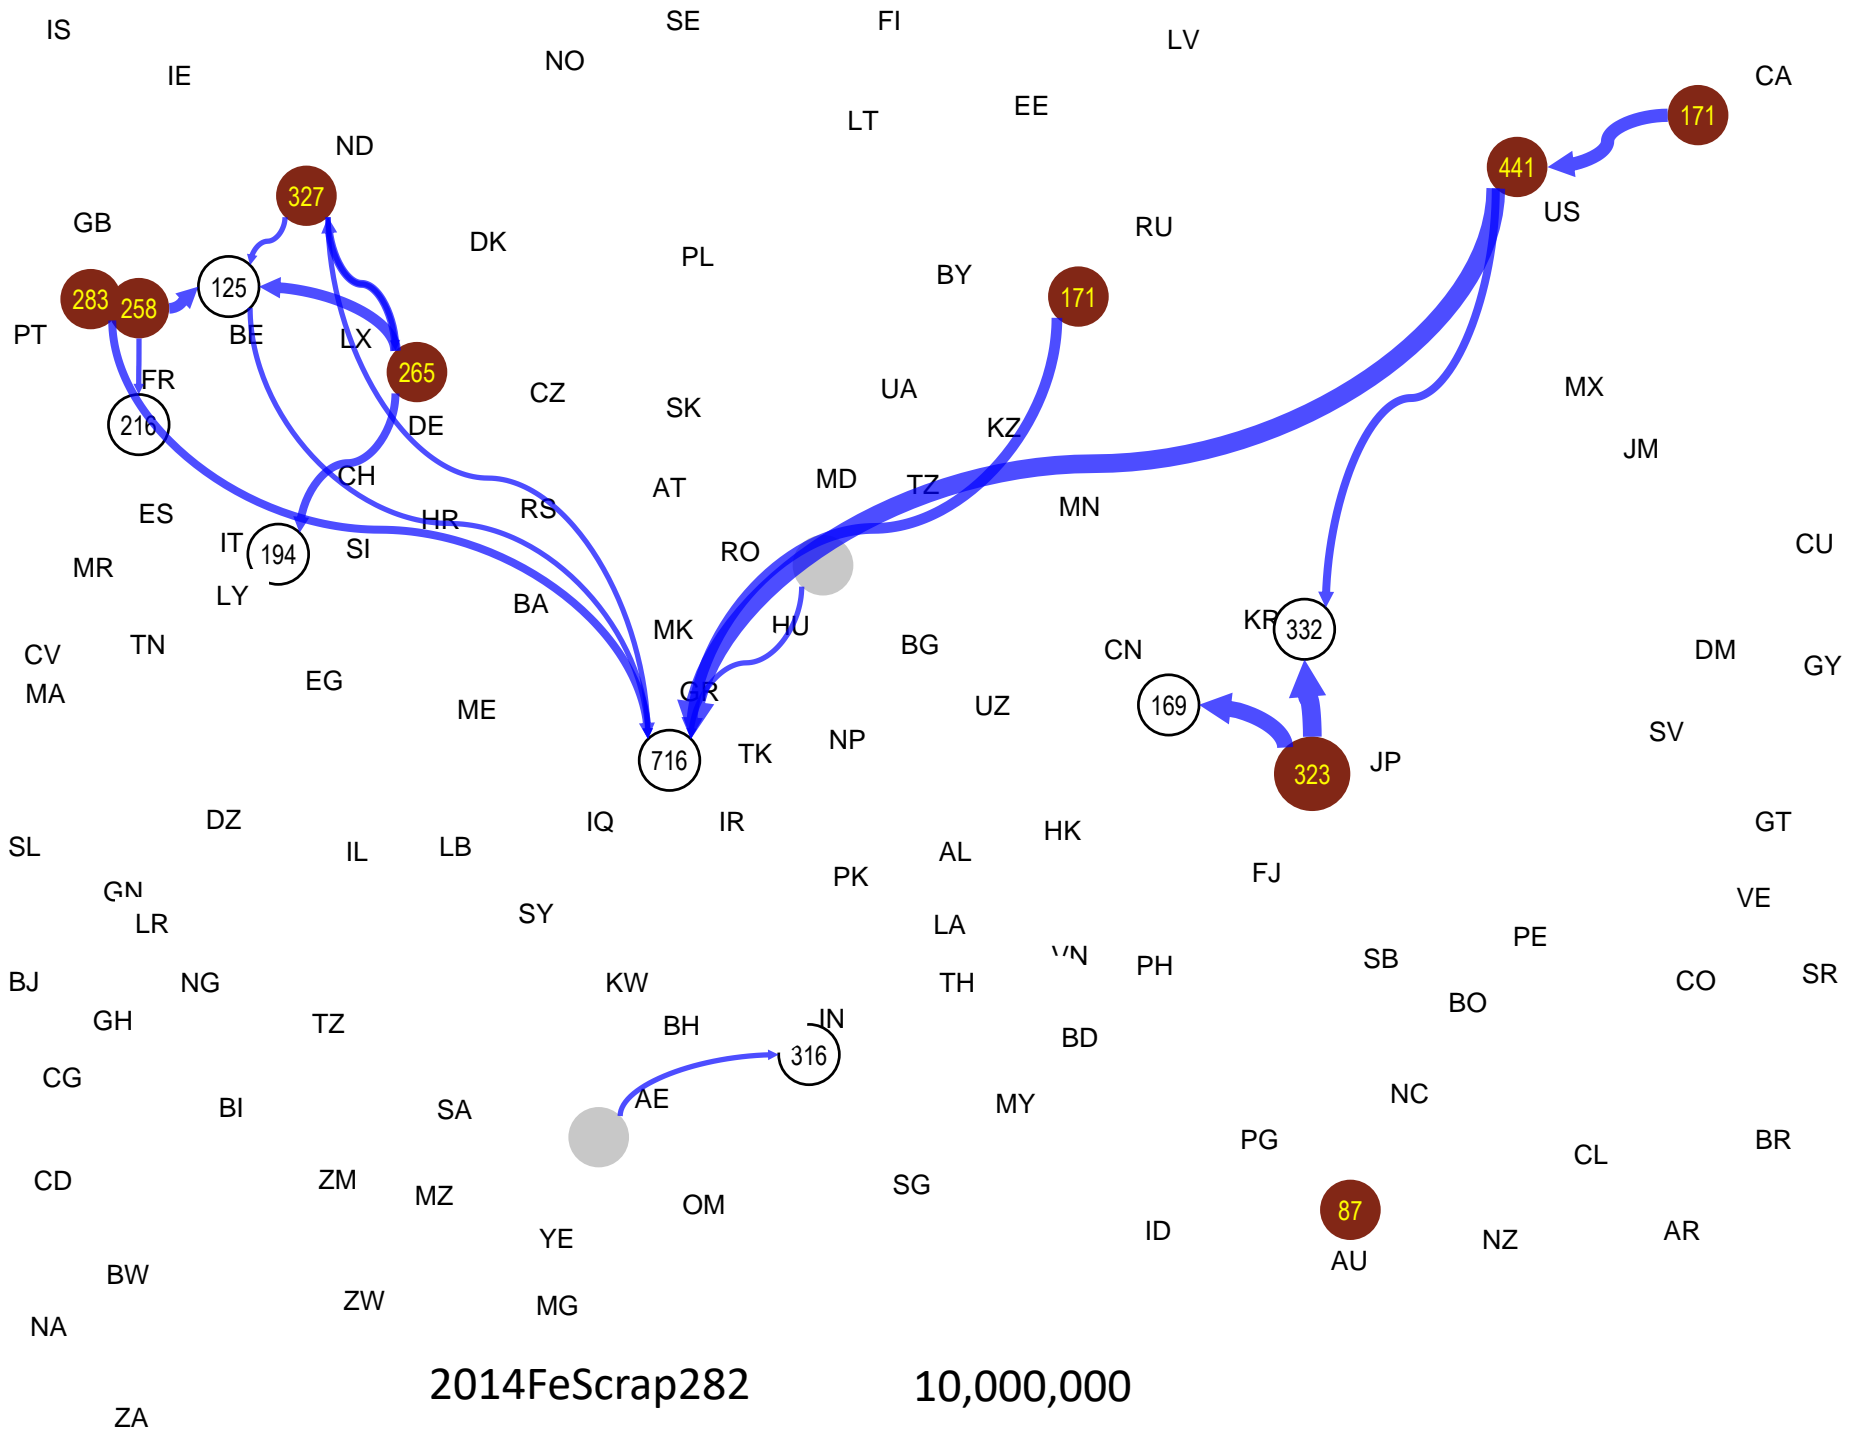 SE
FI
IS
LV
NO
IE
CA
EE
171
LT
ND
441
327
US
GB
RU
DK
PL
BY
125
283
258
171
PT
BE
LX
265
FR
UA
CZ
MX
SK
216
DE
KZ
JM
CH
MD
TZ
AT
MN
ES
RS
HR
IT
194
SI
RO
CU
MR
LY
BA
KR
332
HU
MK
TN
BG
CN
DM
CV
GY
MA
EG
GR
ME
UZ
169
SV
NP
TK
716
JP
323
DZ
IQ
IR
GT
HK
SL
IL
LB
AL
FJ
PK
GN
VE
SY
LR
LA
PE
VN
SB
PH
BJ
NG
KW
TH
CO
SR
BO
GH
TZ
BH
IN
BD
316
CG
AE
NC
BI
SA
MY
PG
BR
CL
CD
ZM
MZ
SG
OM
87
YE
ID
NZ
AR
AU
BW
ZW
MG
NA
2014FeScrap282
10,000,000
ZA